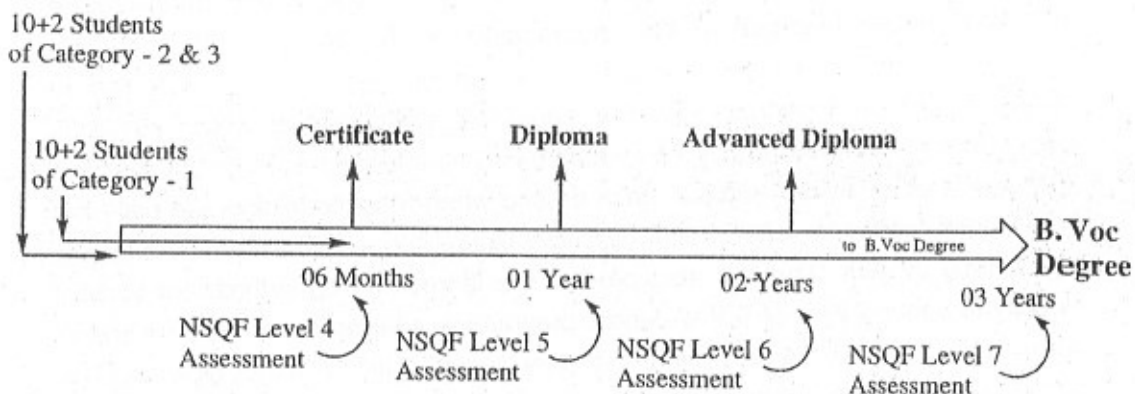 10+2 Students
of Category - 2 & 3
10+2 Students
of Category - 1
Certificate
Diploma
Advanced Diploma
to B.Voc Degree
B. Voc
Degree
06 Months
01 Year
02 Years
03 Years
NSQF Level 4
Assessment
NSQF Level 5
Assessment
NSQF Level 6
Assessment
NSQF Level 7
Assessment